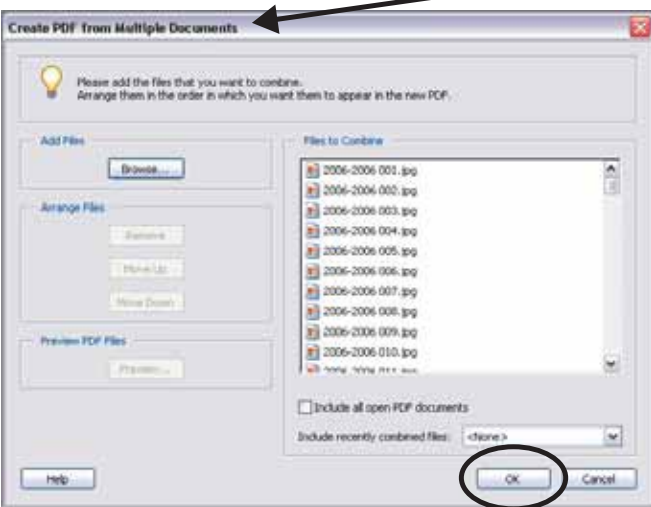 Create PDF from Multiple Documents
Please add the files that you want to combine.
Arrange them in the order in which you want them to appear in the new PDF.
Add Files
Browse...
Arrange Files
Remove
Move Up
Move Down
Preview PDF Files
Preview...
Files to Combine
2006-2006 001.jpg
2006-2006 002.jpg
2006-2006 003.jpg
2006-2006 004.jpg
2006-2006 005.jpg
2006-2006 006.jpg
2006-2006 007.jpg
2006-2006 008.jpg
2006-2006 009.jpg
2006-2006 010.jpg
2006-2006 011.jpg
Include all open PDF documents
Include recently combined files: <None>
Help
OK
Cancel